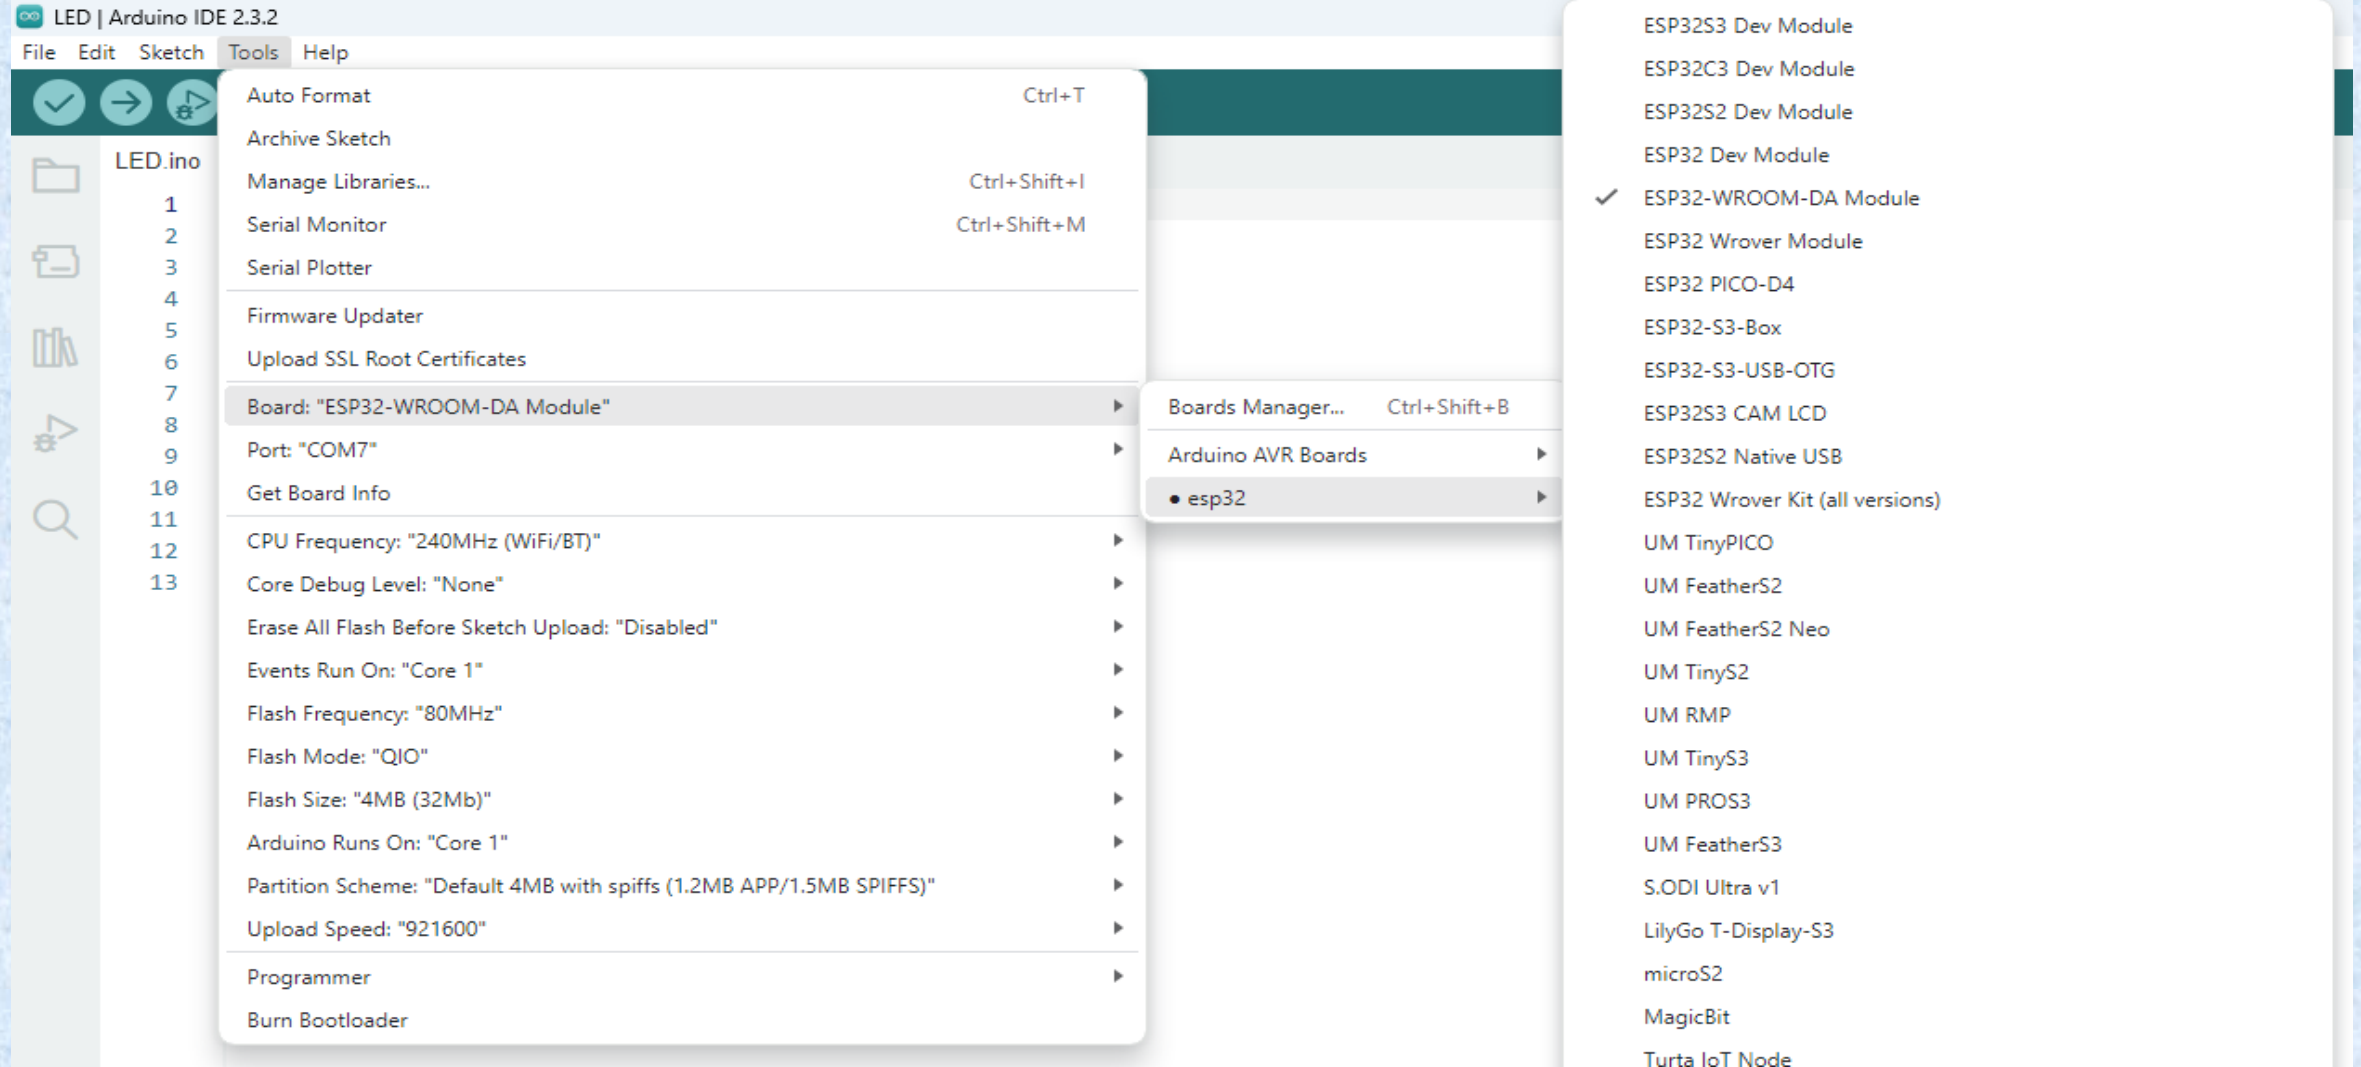 LED | Arduino IDE 2.3.2
File Edit Sketch Tools Help
LED.ino
1
2
3
4
5
6
7
8
9
10
11
12
13
Auto Format Ctrl+T
Archive Sketch
Manage Libraries... Ctrl+Shift+I
Serial Monitor Ctrl+Shift+M
Serial Plotter
Firmware Updater
Upload SSL Root Certificates
Board: "ESP32-WROOM-DA Module"
Port: "COM7"
Get Board Info
CPU Frequency: "240MHz (WiFi/BT)"
Core Debug Level: "None"
Erase All Flash Before Sketch Upload: "Disabled"
Events Run On: "Core 1"
Flash Frequency: "80MHz"
Flash Mode: "QIO"
Flash Size: "4MB (32Mb)"
Arduino Runs On: "Core 1"
Partition Scheme: "Default 4MB with spiffs (1.2MB APP/1.5MB SPIFFS)"
Upload Speed: "921600"
Programmer
Burn Bootloader
Boards Manager... Ctrl+Shift+B
Arduino AVR Boards
● esp32
ESP32S3 Dev Module
ESP32C3 Dev Module
ESP32S2 Dev Module
ESP32 Dev Module
ESP32-WROOM-DA Module
ESP32 Wrover Module
ESP32 PICO-D4
ESP32-S3-Box
ESP32-S3-USB-OTG
ESP32S3 CAM LCD
ESP32S2 Native USB
ESP32 Wrover Kit (all versions)
UM TinyPICO
UM FeatherS2
UM FeatherS2 Neo
UM TinyS2
UM RMP
UM TinyS3
UM PROS3
UM FeatherS3
S.ODI Ultra v1
LilyGo T-Display-S3
microS2
MagicBit
Turta IoT Node